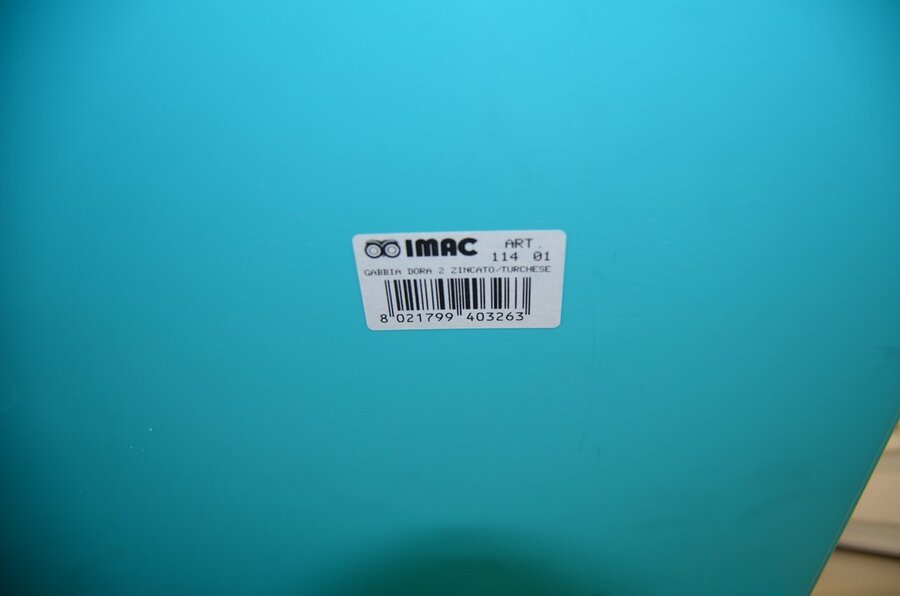 IMAC ART.
114 01
GABBIA DORA 2 ZINCATO/TURCHESE
8 021799 403263